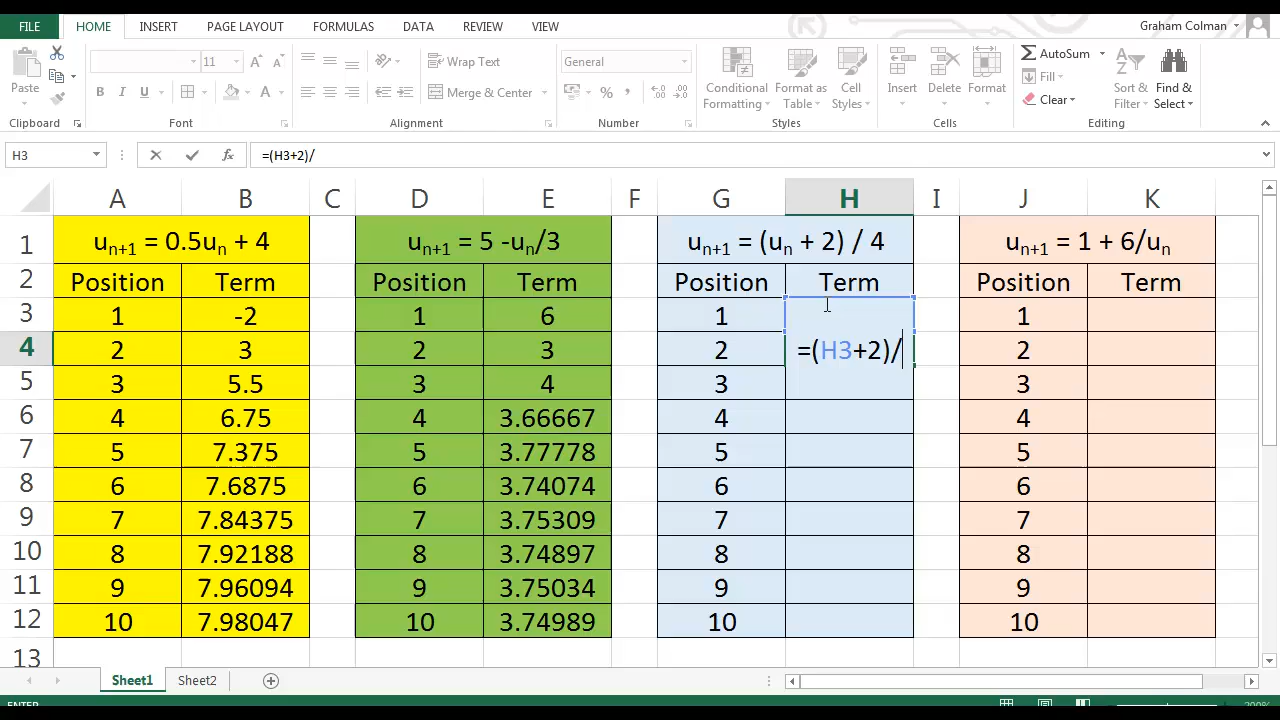 FILE HOME INSERT PAGE LAYOUT FORMULAS DATA REVIEW VIEW Graham Colman
Paste
11
B I U
A A
A
Wrap Text
Merge & Center
General
% ,
Conditional Formatting
Format as Table
Cell Styles
Insert
Delete
Format
AutoSum
Fill
Clear
Sort & Filter
Find & Select
Clipboard Font Alignment Number Styles Cells Editing
H3 fx =(H3+2)/
A B C D E F G H I J K
1 un+1 = 0.5un + 4 un+1 = 5 -un/3 un+1 = (un + 2) / 4 un+1 = 1 + 6/un
2 Position Term Position Term Position Term Position Term
3 1 -2 1 6 1 1
4 2 3 2 3 2 =(H3+2)/ 2
5 3 5.5 3 4 3 3
6 4 6.75 4 3.66667 4 4
7 5 7.375 5 3.77778 5 5
8 6 7.6875 6 3.74074 6 6
9 7 7.84375 7 3.75309 7 7
10 8 7.92188 8 3.74897 8 8
11 9 7.96094 9 3.75034 9 9
12 10 7.98047 10 3.74989 10 10
13
Sheet1 Sheet2
ENTER 200%